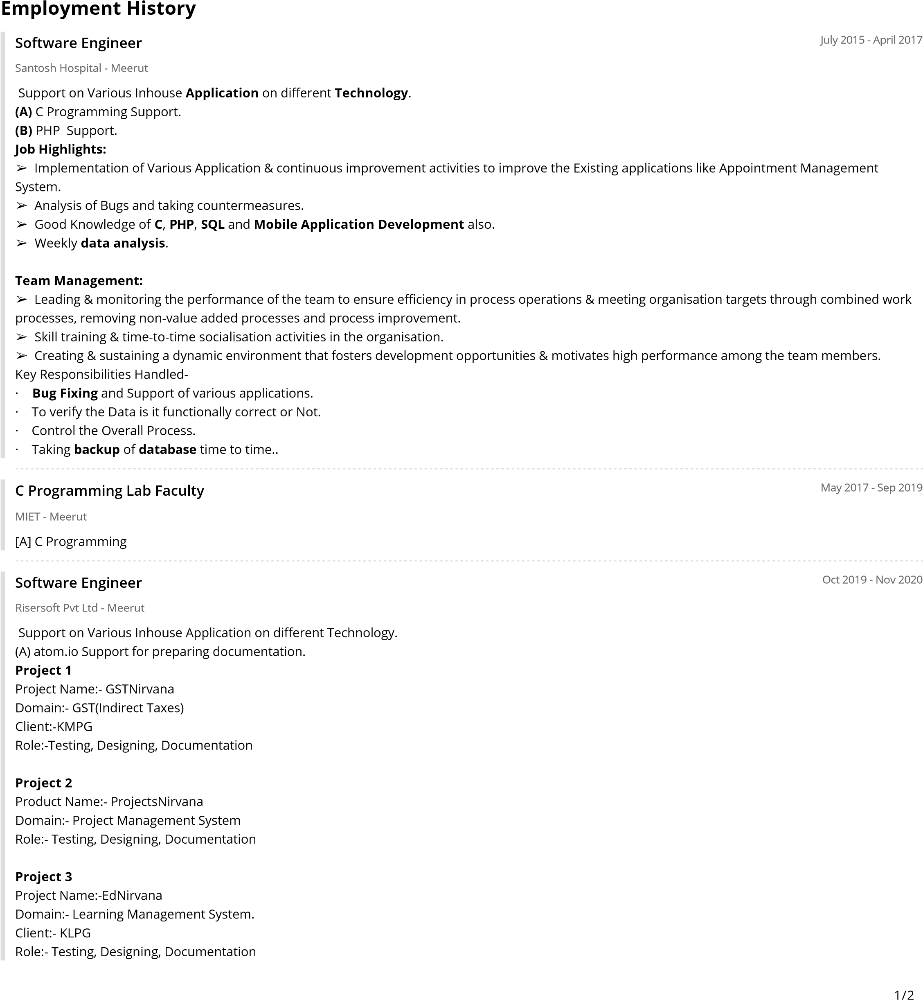 Employment History
Software Engineer
July 2015 - April 2017
Santosh Hospital - Meerut
Support on Various Inhouse Application on different Technology.
(A) C Programming Support.
(B) PHP  Support.
Job Highlights:
➢ Implementation of Various Application & continuous improvement activities to improve the Existing applications like Appointment Management
System.
➢ Analysis of Bugs and taking countermeasures.
➢ Good Knowledge of C, PHP, SQL and Mobile Application Development also.
➢ Weekly data analysis.
Team Management:
➢ Leading & monitoring the performance of the team to ensure efficiency in process operations & meeting organisation targets through combined work
processes, removing non-value added processes and process improvement.
➢ Skill training & time-to-time socialisation activities in the organisation.
➢ Creating & sustaining a dynamic environment that fosters development opportunities & motivates high performance among the team members.
Key Responsibilities Handled-
· Bug Fixing and Support of various applications.
· To verify the Data is it functionally correct or Not.
· Control the Overall Process.
· Taking backup of database time to time..
C Programming Lab Faculty
May 2017 - Sep 2019
MIET - Meerut
[A] C Programming
Software Engineer
Oct 2019 - Nov 2020
Risersoft Pvt Ltd - Meerut
Support on Various Inhouse Application on different Technology.
(A) atom.io Support for preparing documentation.
Project 1
Project Name:- GSTNirvana
Domain:- GST(Indirect Taxes)
Client:-KMPG
Role:-Testing, Designing, Documentation
Project 2
Product Name:- ProjectsNirvana
Domain:- Project Management System
Role:- Testing, Designing, Documentation
Project 3
Project Name:-EdNirvana
Domain:- Learning Management System.
Client:- KLPG
Role:- Testing, Designing, Documentation
1/2